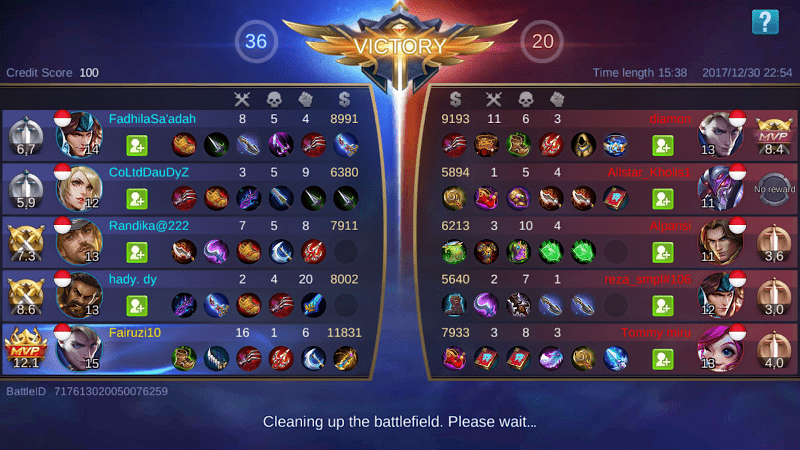 36 VICTORY 20
Credit Score 100
Time length 15:38 2017/12/30 22:54
FadhilaSa'adah 8 5 4 8991
6,7 14
CoLtdDauDyZ 3 5 9 6380
5,9 12
Randika@222 7 5 8 7911
7.3 13
hady. dy 2 4 20 8002
8.6 13
Fairuzi10 16 1 6 11831
MVP 12.1 15
9193 11 6 3
13 MVP 8.4
5894 1 5 4
11 No reward
6213 3 10 4
11 3,6
5640 2 7 1
12 3,0
7933 3 8 3
13 4,0
BattleID 717613020050076259
Cleaning up the battlefield. Please wait...
?